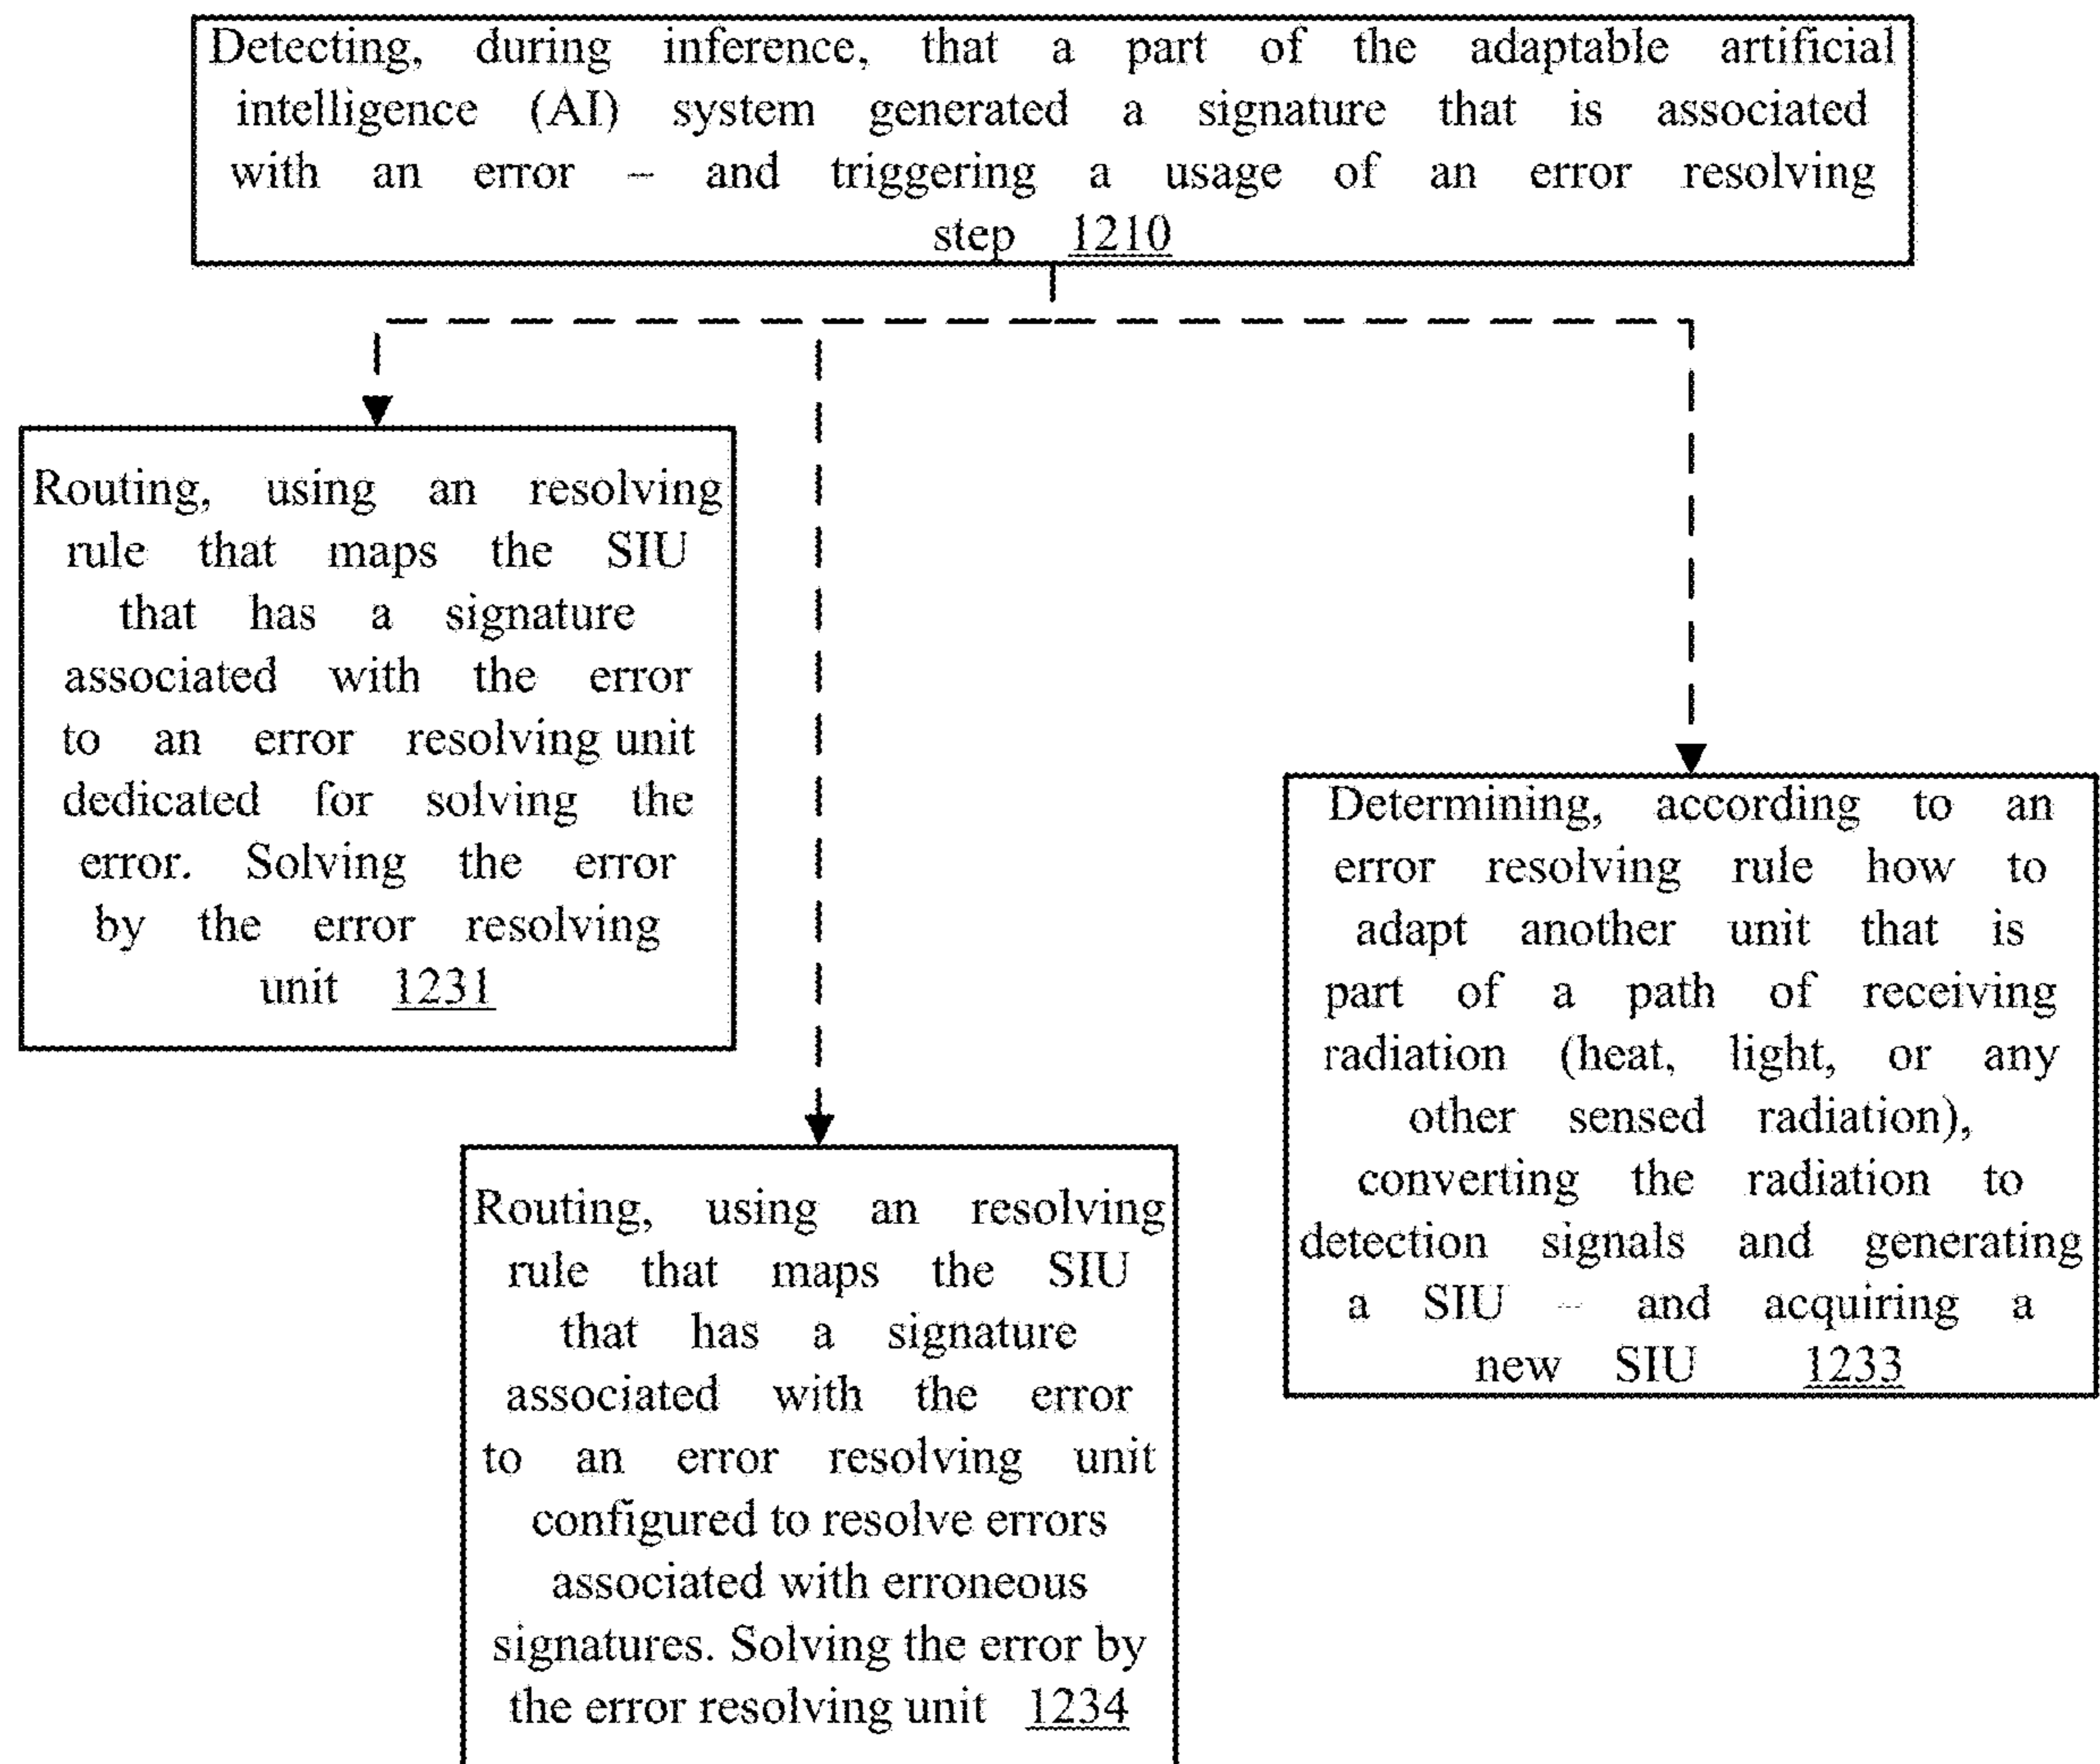 Detecting, during inference, that a part of the adaptable artificial
intelligence (AI) system generated a signature that is associated
with an error – and triggering a usage of an error resolving
step 1210
Routing, using an resolving
rule that maps the SIU
that has a signature
associated with the error
to an error resolving unit
dedicated for solving the
error. Solving the error
by the error resolving
unit 1231
Routing, using an resolving
rule that maps the SIU
that has a signature
associated with the error
to an error resolving unit
configured to resolve errors
associated with erroneous
signatures. Solving the error by
the error resolving unit 1234
Determining, according to an
error resolving rule how to
adapt another unit that is
part of a path of receiving
radiation (heat, light, or any
other sensed radiation),
converting the radiation to
detection signals and generating
a SIU – and acquiring a
new SIU 1233